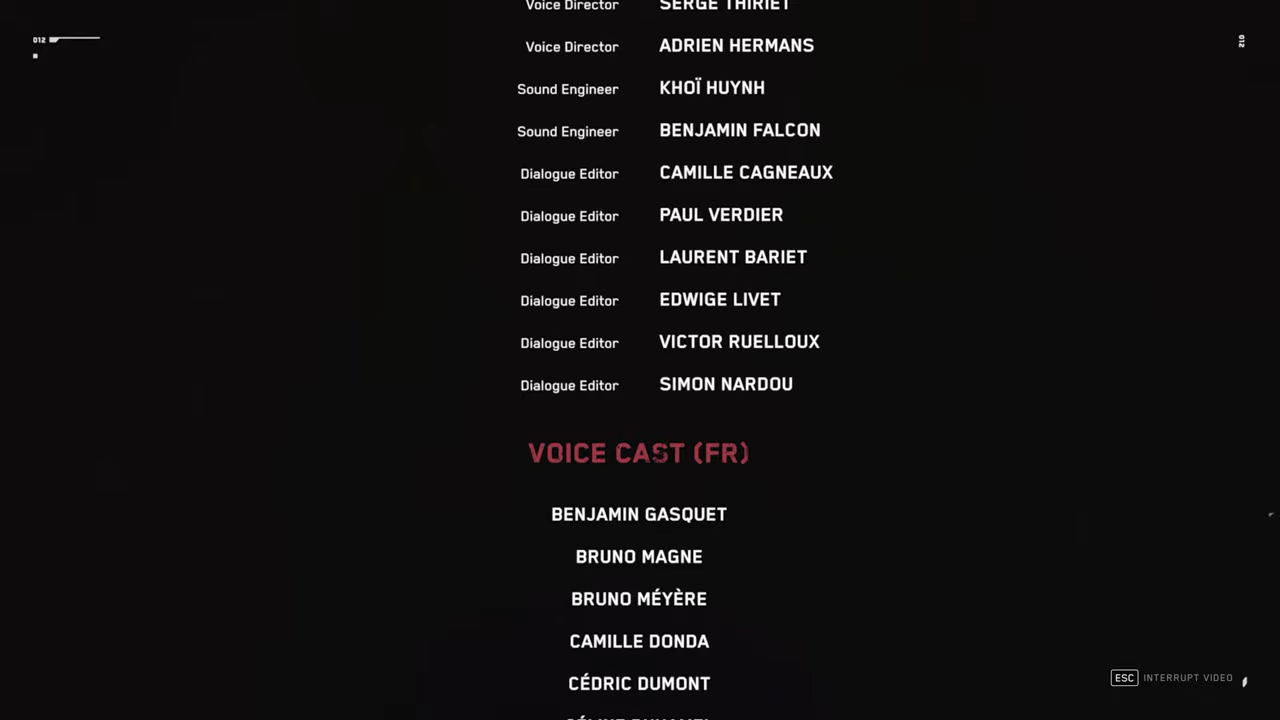 Voice Director SERGE THIRIET
012
012
Voice Director ADRIEN HERMANS
Sound Engineer KHOÏ HUYNH
Sound Engineer BENJAMIN FALCON
Dialogue Editor CAMILLE CAGNEAUX
Dialogue Editor PAUL VERDIER
Dialogue Editor LAURENT BARIET
Dialogue Editor EDWIGE LIVET
Dialogue Editor VICTOR RUELLOUX
Dialogue Editor SIMON NARDOU
VOICE CAST (FR)
BENJAMIN GASQUET
BRUNO MAGNE
BRUNO MÉYÈRE
CAMILLE DONDA
CÉDRIC DUMONT
ESC INTERRUPT VIDEO